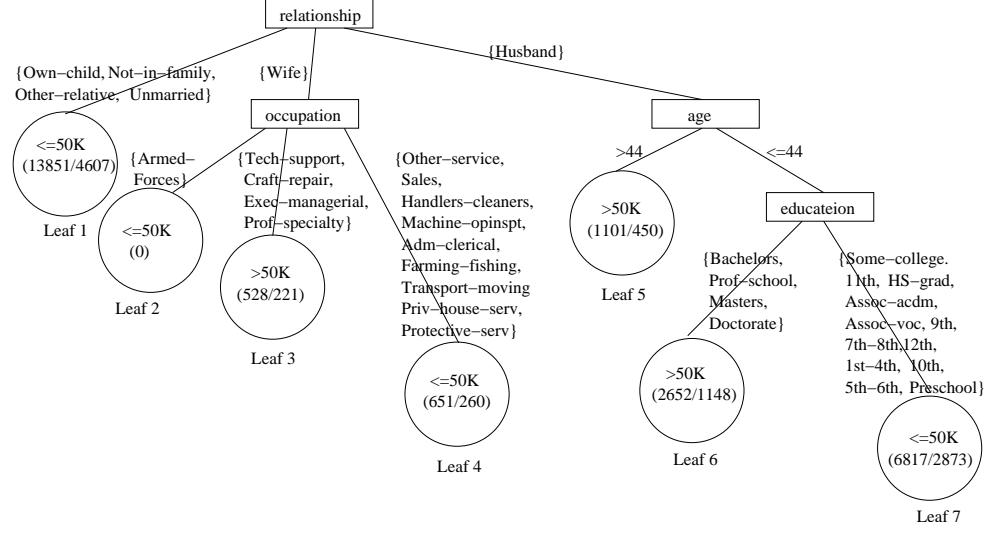 relationship
{Own−child, Not−in−family,
Other−relative, Unmarried}
{Wife}
{Husband}
occupation
age
<=50K
(13851/4607)
Leaf 1
{Armed−
Forces}
<=50K
(0)
Leaf 2
{Tech−support,
Craft−repair,
Exec−managerial,
Prof−specialty}
>50K
(528/221)
Leaf 3
{Other−service,
Sales,
Handlers−cleaners,
Machine−opinspt,
Adm−clerical,
Farming−fishing,
Transport−moving
Priv−house−serv,
Protective−serv}
<=50K
(651/260)
Leaf 4
>44
<=44
>50K
(1101/450)
Leaf 5
educateion
{Bachelors,
Prof−school,
Masters,
Doctorate}
>50K
(2652/1148)
Leaf 6
{Some−college.
11th, HS−grad,
Assoc−acdm,
Assoc−voc, 9th,
7th−8th,12th,
1st−4th, 10th,
5th−6th, Preschool}
<=50K
(6817/2873)
Leaf 7